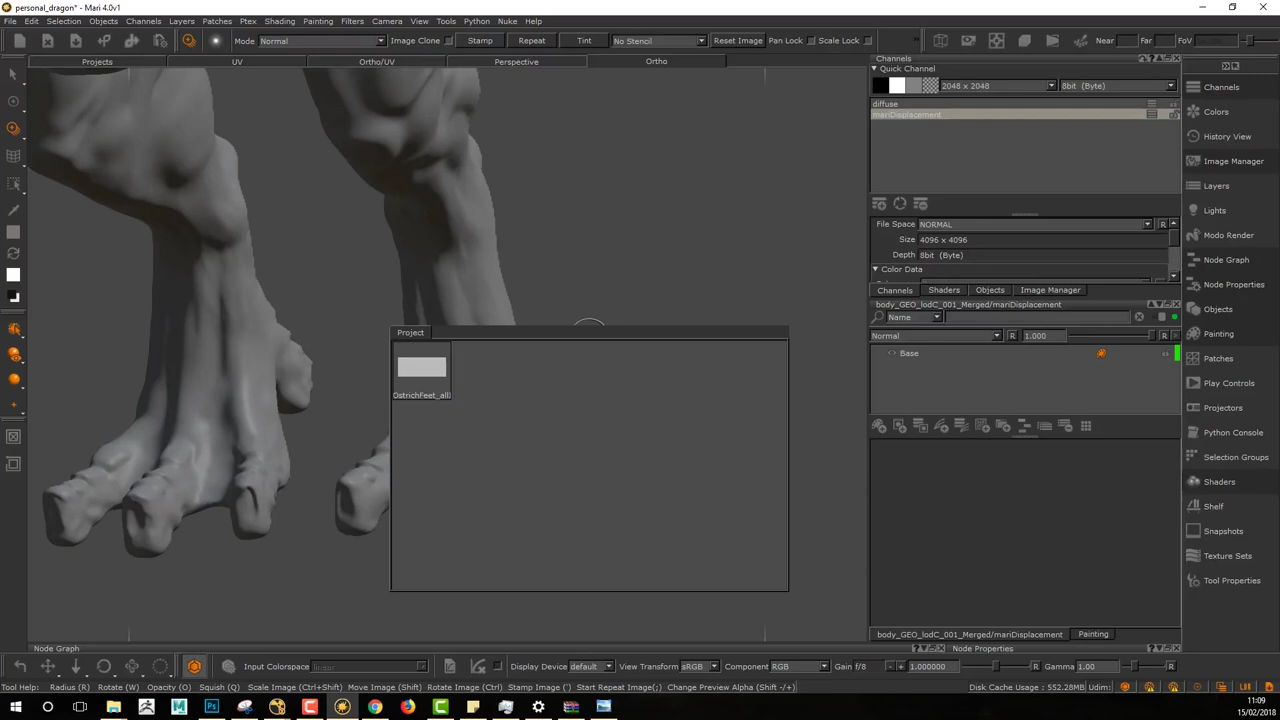 personal_dragon* - Mari 4.0v1
File Edit Selection Objects Channels Layers Patches Ptex Shading Painting Filters Camera View Tools Python Nuke Help
Mode Normal Image Clone Stamp Repeat Tint No Stencil Reset Image Pan Lock Scale Lock Near Far FoV
Projects UV Ortho/UV Perspective Ortho
Channels
Quick Channel
2048 x 2048 8bit (Byte)
diffuse
mariDisplacement
File Space NORMAL R
Size 4096 x 4096
Depth 8bit (Byte)
Color Data
Channels Shaders Objects Image Manager
body_GEO_lodC_001_Merged/mariDisplacement
Name
Normal R 1.000 R
Base
body_GEO_lodC_001_Merged/mariDisplacement Painting
Channels
Colors
History View
Image Manager
Layers
Lights
Modo Render
Node Graph
Node Properties
Objects
Painting
Patches
Play Controls
Projectors
Python Console
Selection Groups
Shaders
Shelf
Snapshots
Texture Sets
Tool Properties
Project
OstrichFeet_all
Node Graph Node Properties
Input Colorspace linear Display Device default View Transform sRGB Component RGB Gain f/8 1.000000 R Gamma 1.00 R
Tool Help: Radius (R) Rotate (W) Opacity (O) Squish (Q) Scale Image (Ctrl+Shift) Move Image (Shift) Rotate Image (Ctrl) Stamp Image (') Start Repeat Image(;) Change Preview Alpha (Shift -/+) Disk Cache Usage : 552.28MB Udim:
11:09
15/02/2018